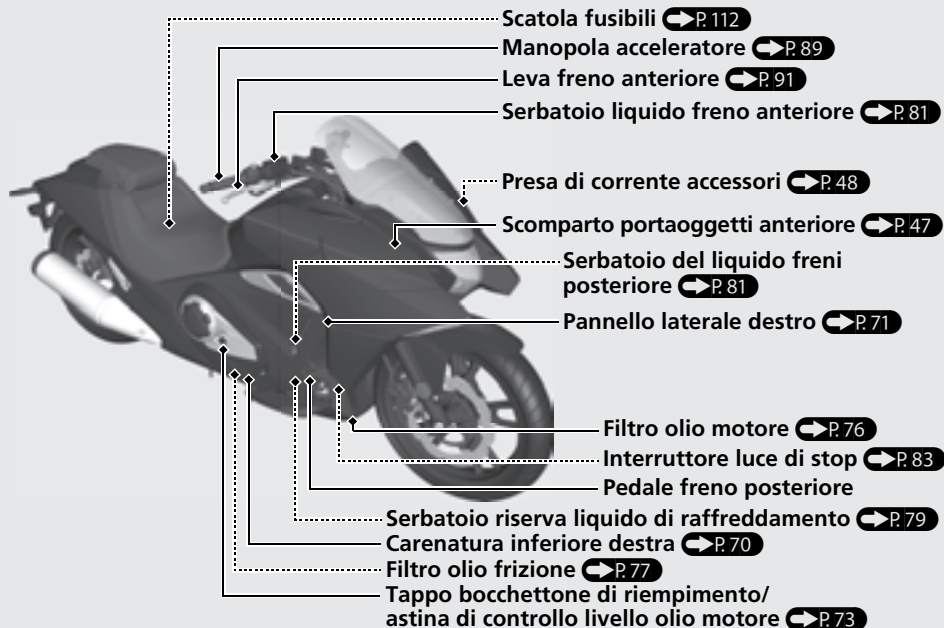 Scatola fusibili P. 112
Manopola acceleratore P. 89
Leva freno anteriore P. 91
Serbatoio liquido freno anteriore P. 81
Presa di corrente accessori P. 48
Scomparto portaoggetti anteriore P. 47
Serbatoio del liquido freni
posteriore P. 81
Pannello laterale destro P. 71
Filtro olio motore P. 76
Interruttore luce di stop P. 83
Pedale freno posteriore
Serbatoio riserva liquido di raffreddamento P. 79
Carenatura inferiore destra P. 70
Filtro olio frizione P. 77
Tappo bocchettone di riempimento/
astina di controllo livello olio motore P. 73